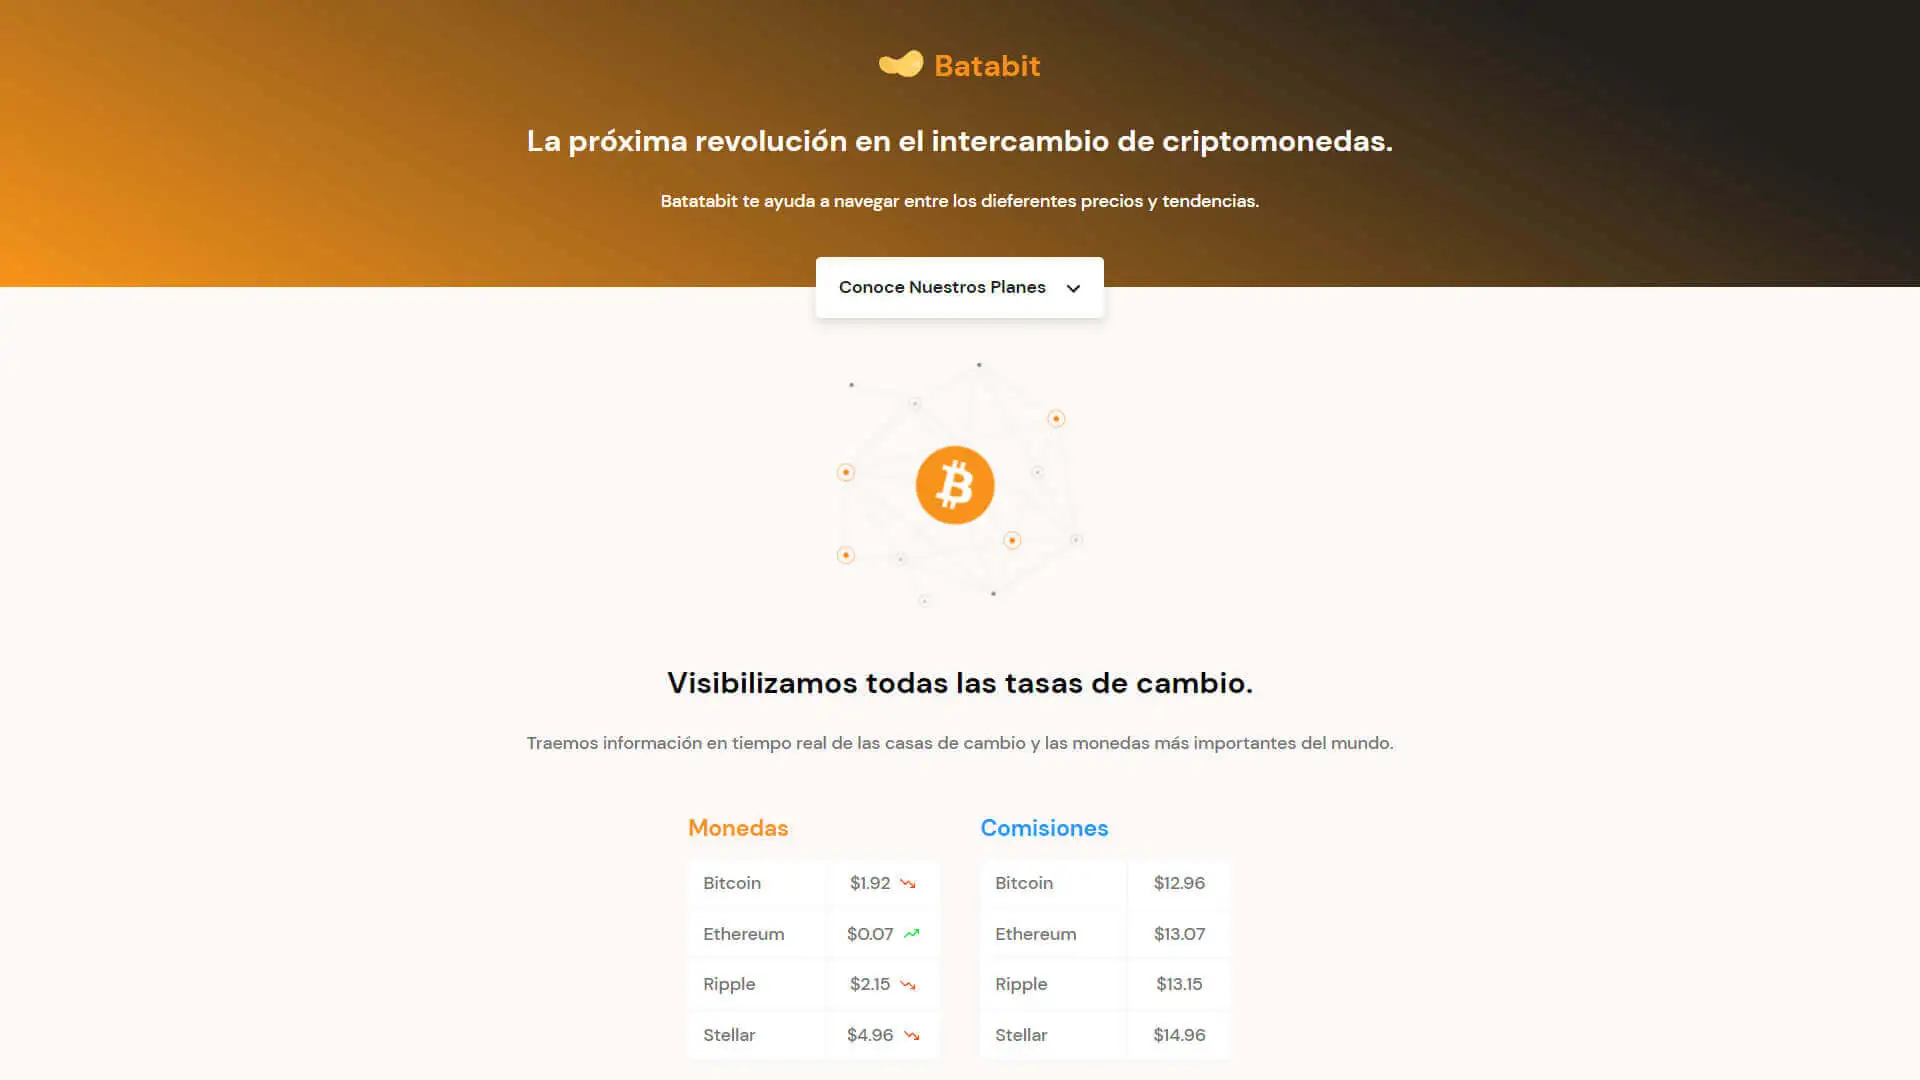 Batabit
La próxima revolución en el intercambio de criptomonedas.
Batatabit te ayuda a navegar entre los dieferentes precios y tendencias.
Conoce Nuestros Planes
Visibilizamos todas las tasas de cambio.
Traemos información en tiempo real de las casas de cambio y las monedas más importantes del mundo.
Monedas
Bitcoin $1.92
Ethereum $0.07
Ripple $2.15
Stellar $4.96
Comisiones
Bitcoin $12.96
Ethereum $13.07
Ripple $13.15
Stellar $14.96